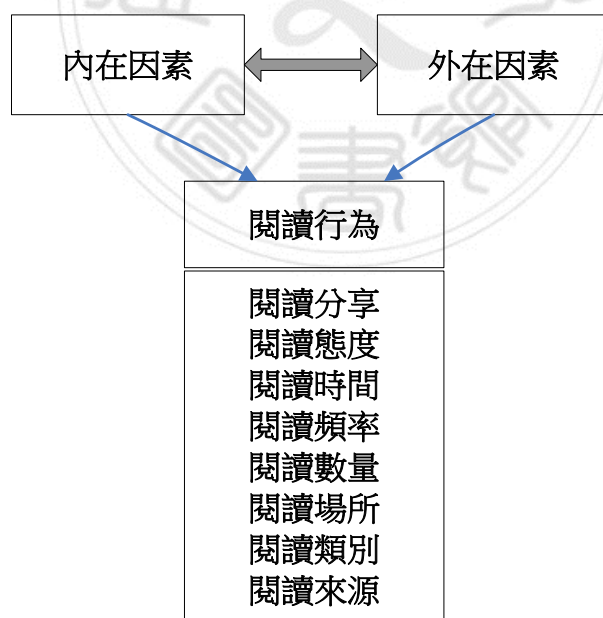 內在因素
外在因素
閱讀行為
閱讀分享
閱讀態度
閱讀時間
閱讀頻率
閱讀數量
閱讀場所
閱讀類別
閱讀來源